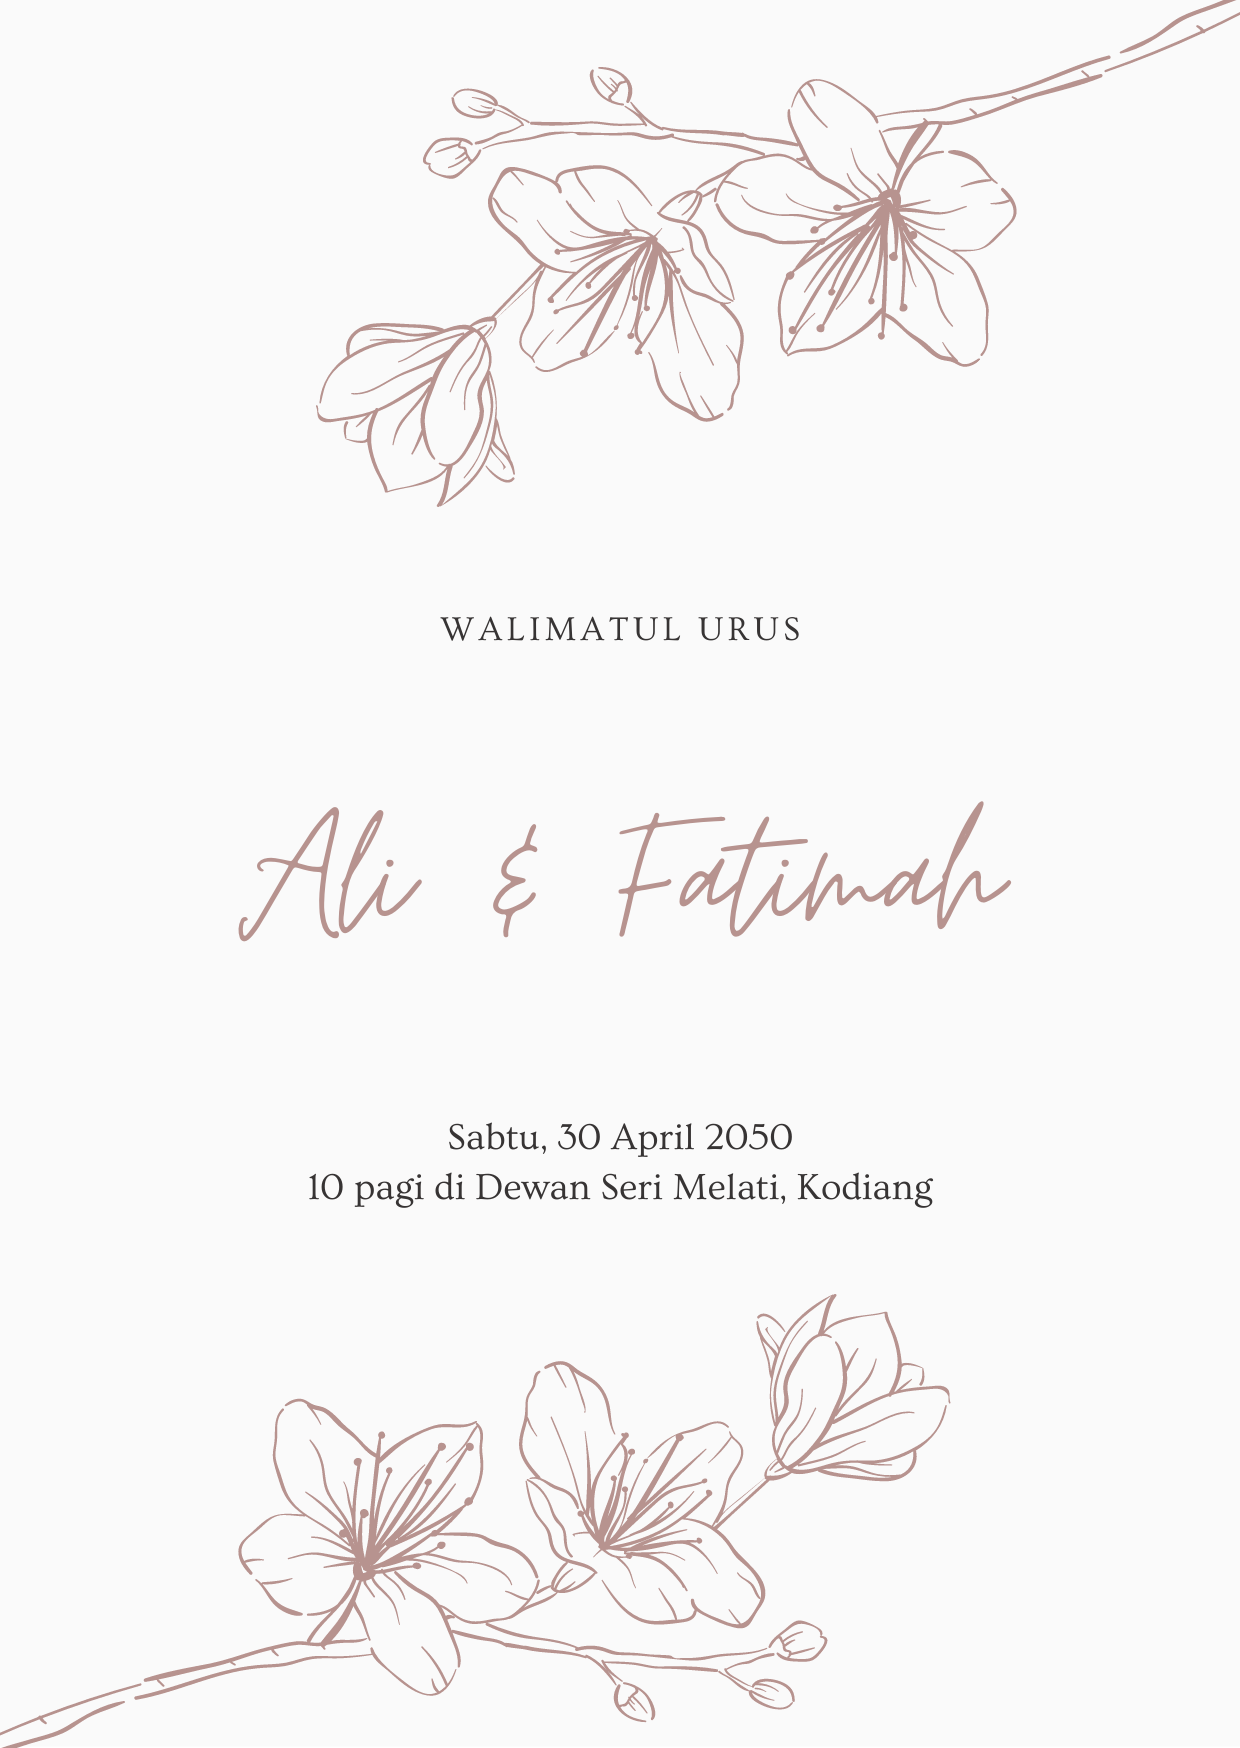 WALIMATUL URUS
Ali & Fatimah
Sabtu, 30 April 2050
10 pagi di Dewan Seri Melati, Kodiang